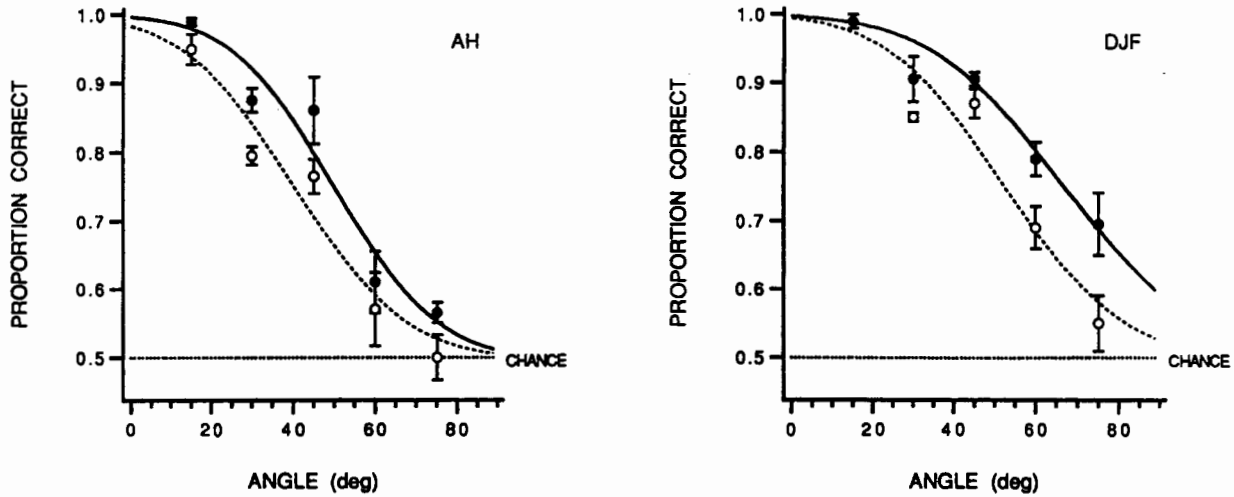 PROPORTION CORRECT
1.0
0.9
0.8
0.7
0.6
0.5
AH
CHANCE
0 20 40 60 80
ANGLE (deg)
PROPORTION CORRECT
1.0
0.9
0.8
0.7
0.6
0.5
DJF
CHANCE
0 20 40 60 80
ANGLE (deg)